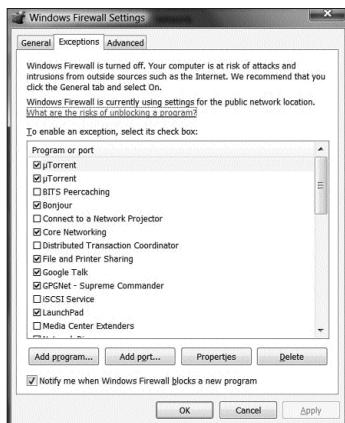 Windows Firewall Settings
General Exceptions Advanced
Windows Firewall is turned off. Your computer is at risk of attacks and
intrusions from outside sources such as the Internet. We recommend that you
click the General tab and select On.
Windows Firewall is currently using settings for the public network location.
What are the risks of unblocking a program?
To enable an exception, select its check box:
Program or port
µTorrent
µTorrent
BITS Peercaching
Bonjour
Connect to a Network Projector
Core Networking
Distributed Transaction Coordinator
File and Printer Sharing
Google Talk
GPGNet - Supreme Commander
iSCSI Service
LaunchPad
Media Center Extenders
Add program... Add port... Properties Delete
Notify me when Windows Firewall blocks a new program
OK Cancel Apply